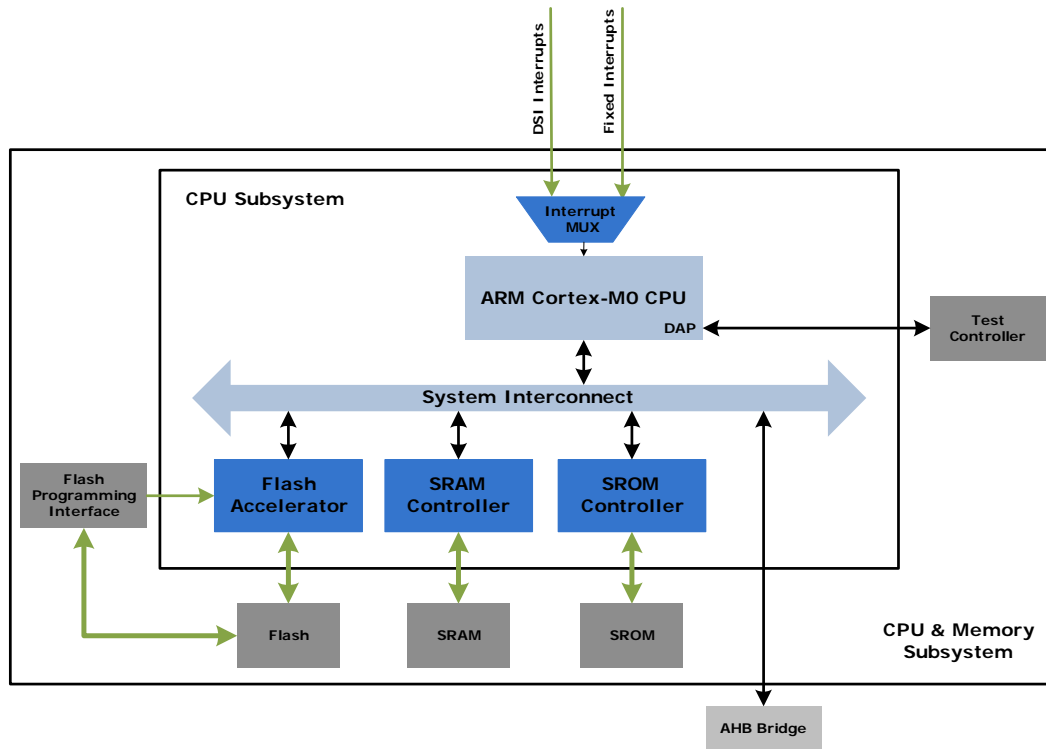 DSI Interrupts
Fixed Interrupts
CPU Subsystem
Interrupt
MUX
ARM Cortex-M0 CPU
DAP
Test
Controller
System Interconnect
Flash
Programming
Interface
Flash
Accelerator
SRAM
Controller
SROM
Controller
Flash
SRAM
SROM
CPU & Memory
Subsystem
AHB Bridge